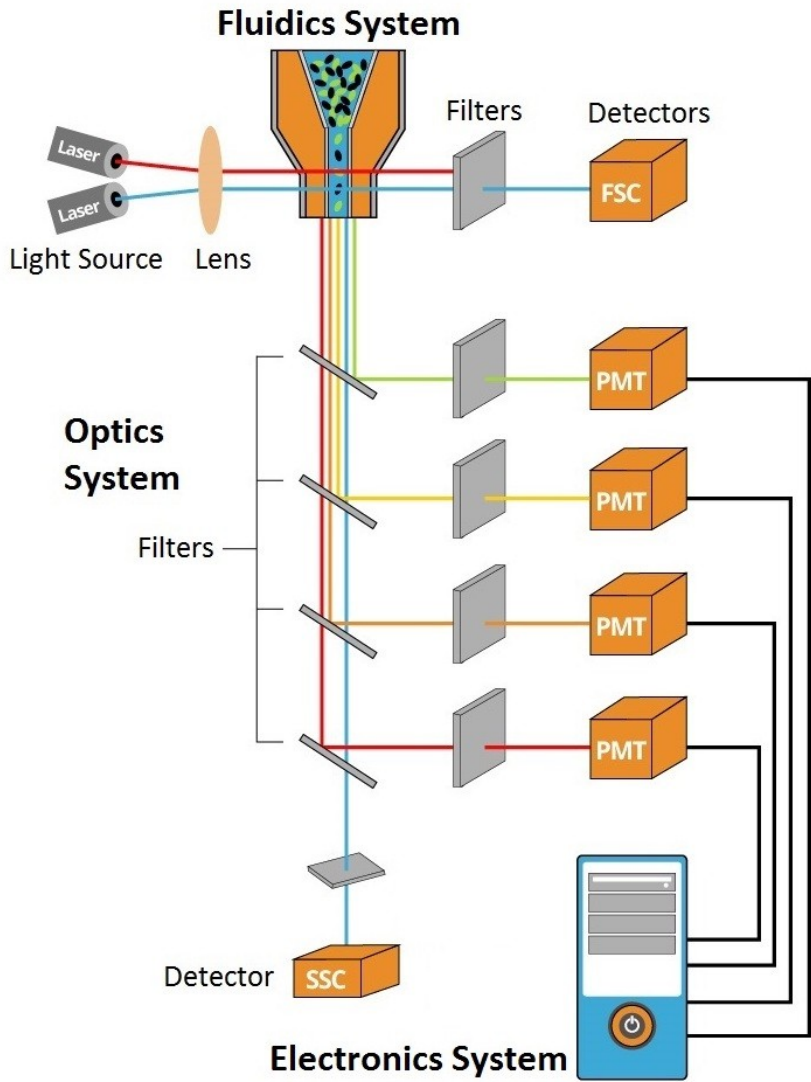 Fluidics System
Filters
Detectors
Laser
Laser
FSC
Light Source
Lens
PMT
Optics
System
PMT
Filters
PMT
PMT
Detector
SSC
Electronics System